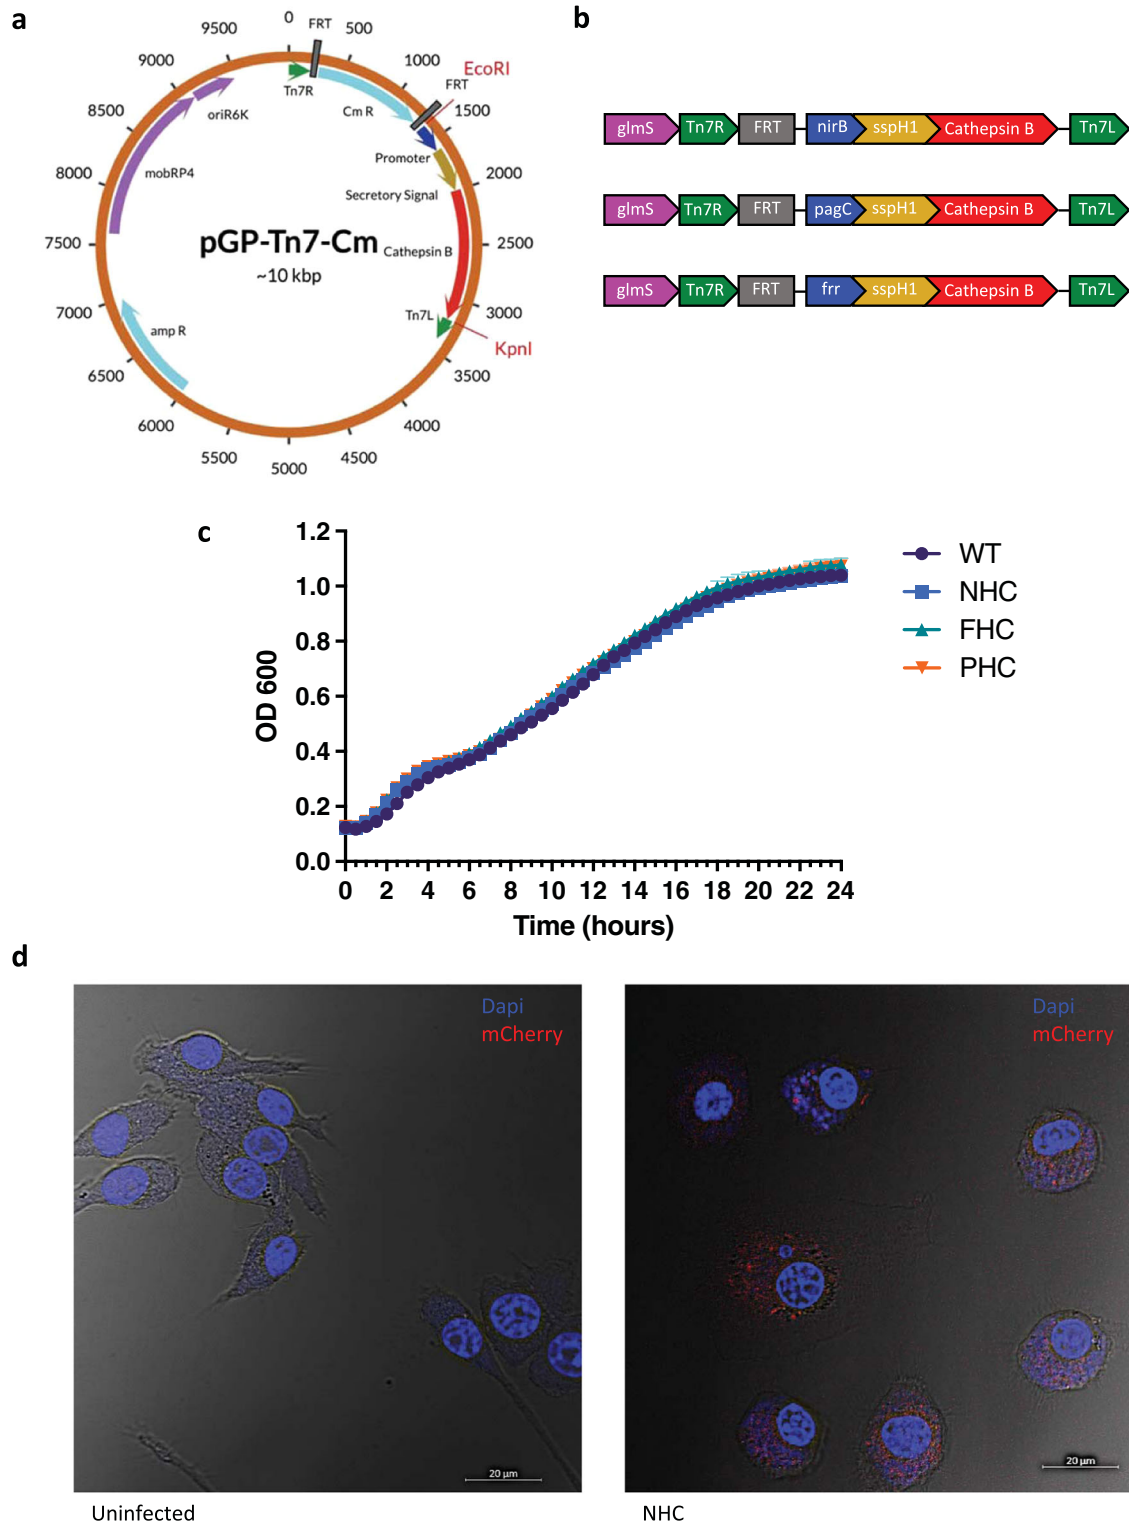 a
0
FRT
500
1000
EcoRI
FRT
1500
2000
2500
3000
KpnI
3500
4000
4500
5000
5500
6000
6500
7000
7500
8000
8500
9000
9500
Tn7R
Cm R
Promoter
Secretory Signal
Cathepsin B
Tn7L
amp R
mobRP4
oriR6K
pGP-Tn7-Cm
~10 kbp
b
glmS Tn7R FRT nirB sspH1 Cathepsin B Tn7L
glmS Tn7R FRT pagC sspH1 Cathepsin B Tn7L
glmS Tn7R FRT frr sspH1 Cathepsin B Tn7L
c
OD 600
1.2
1.0
0.8
0.6
0.4
0.2
0.0
0 2 4 6 8 10 12 14 16 18 20 22 24
Time (hours)
WT
NHC
FHC
PHC
d
Dapi
mCherry
20 µm
Uninfected
Dapi
mCherry
20 µm
NHC